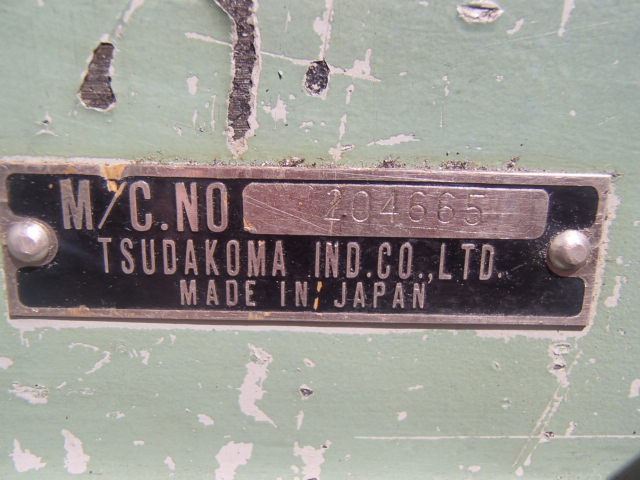 M/C.NO 204665
TSUDAKOMA IND.CO.,LTD.
MADE IN JAPAN